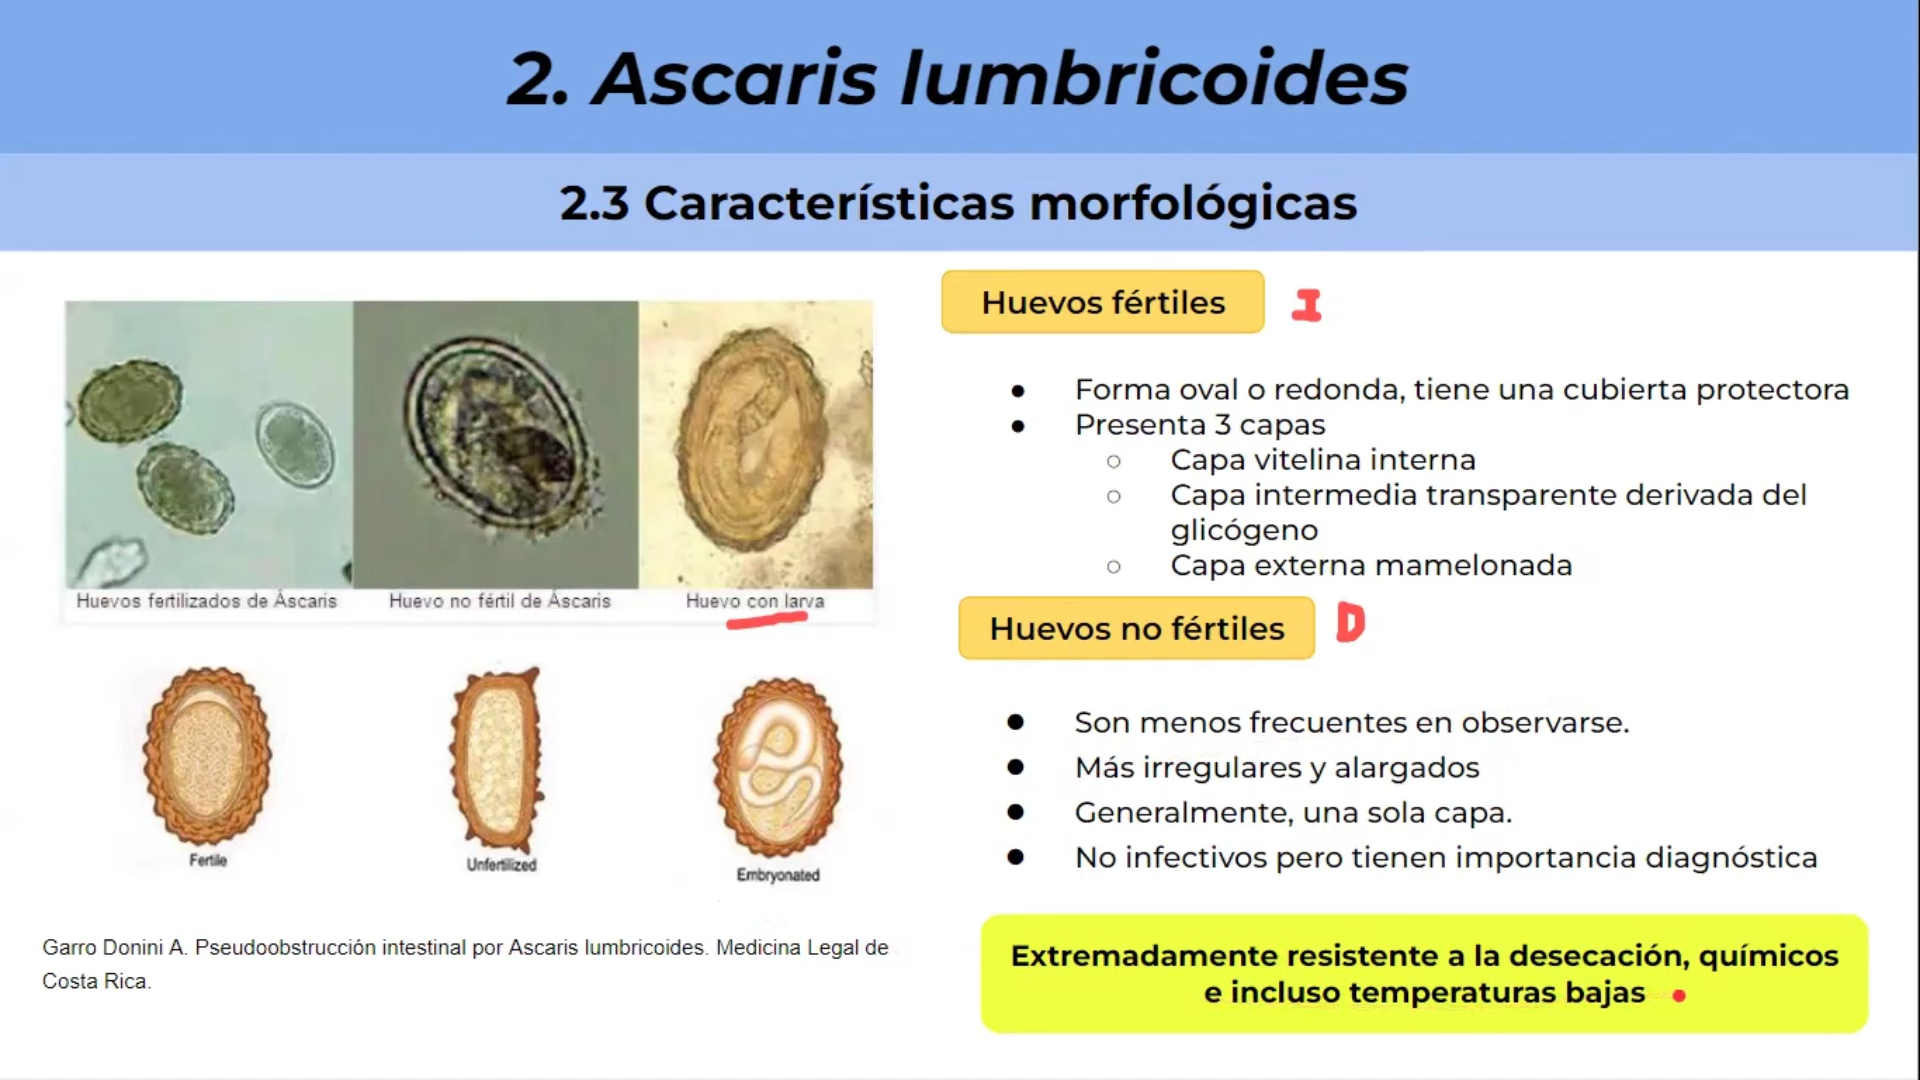 2. Ascaris lumbricoides
2.3 Características morfológicas
Huevos fertilizados de Áscaris
Huevo no fértil de Áscaris
Huevo con larva
Fertile
Unfertilized
Embryonated
Garro Donini A. Pseudoobstrucción intestinal por Ascaris lumbricoides. Medicina Legal de
Costa Rica.
Huevos fértiles I
● Forma oval o redonda, tiene una cubierta protectora
● Presenta 3 capas
○ Capa vitelina interna
○ Capa intermedia transparente derivada del
glicógeno
○ Capa externa mamelonada
Huevos no fértiles D
● Son menos frecuentes en observarse.
● Más irregulares y alargados
● Generalmente, una sola capa.
● No infectivos pero tienen importancia diagnóstica
Extremadamente resistente a la desecación, químicos
e incluso temperaturas bajas